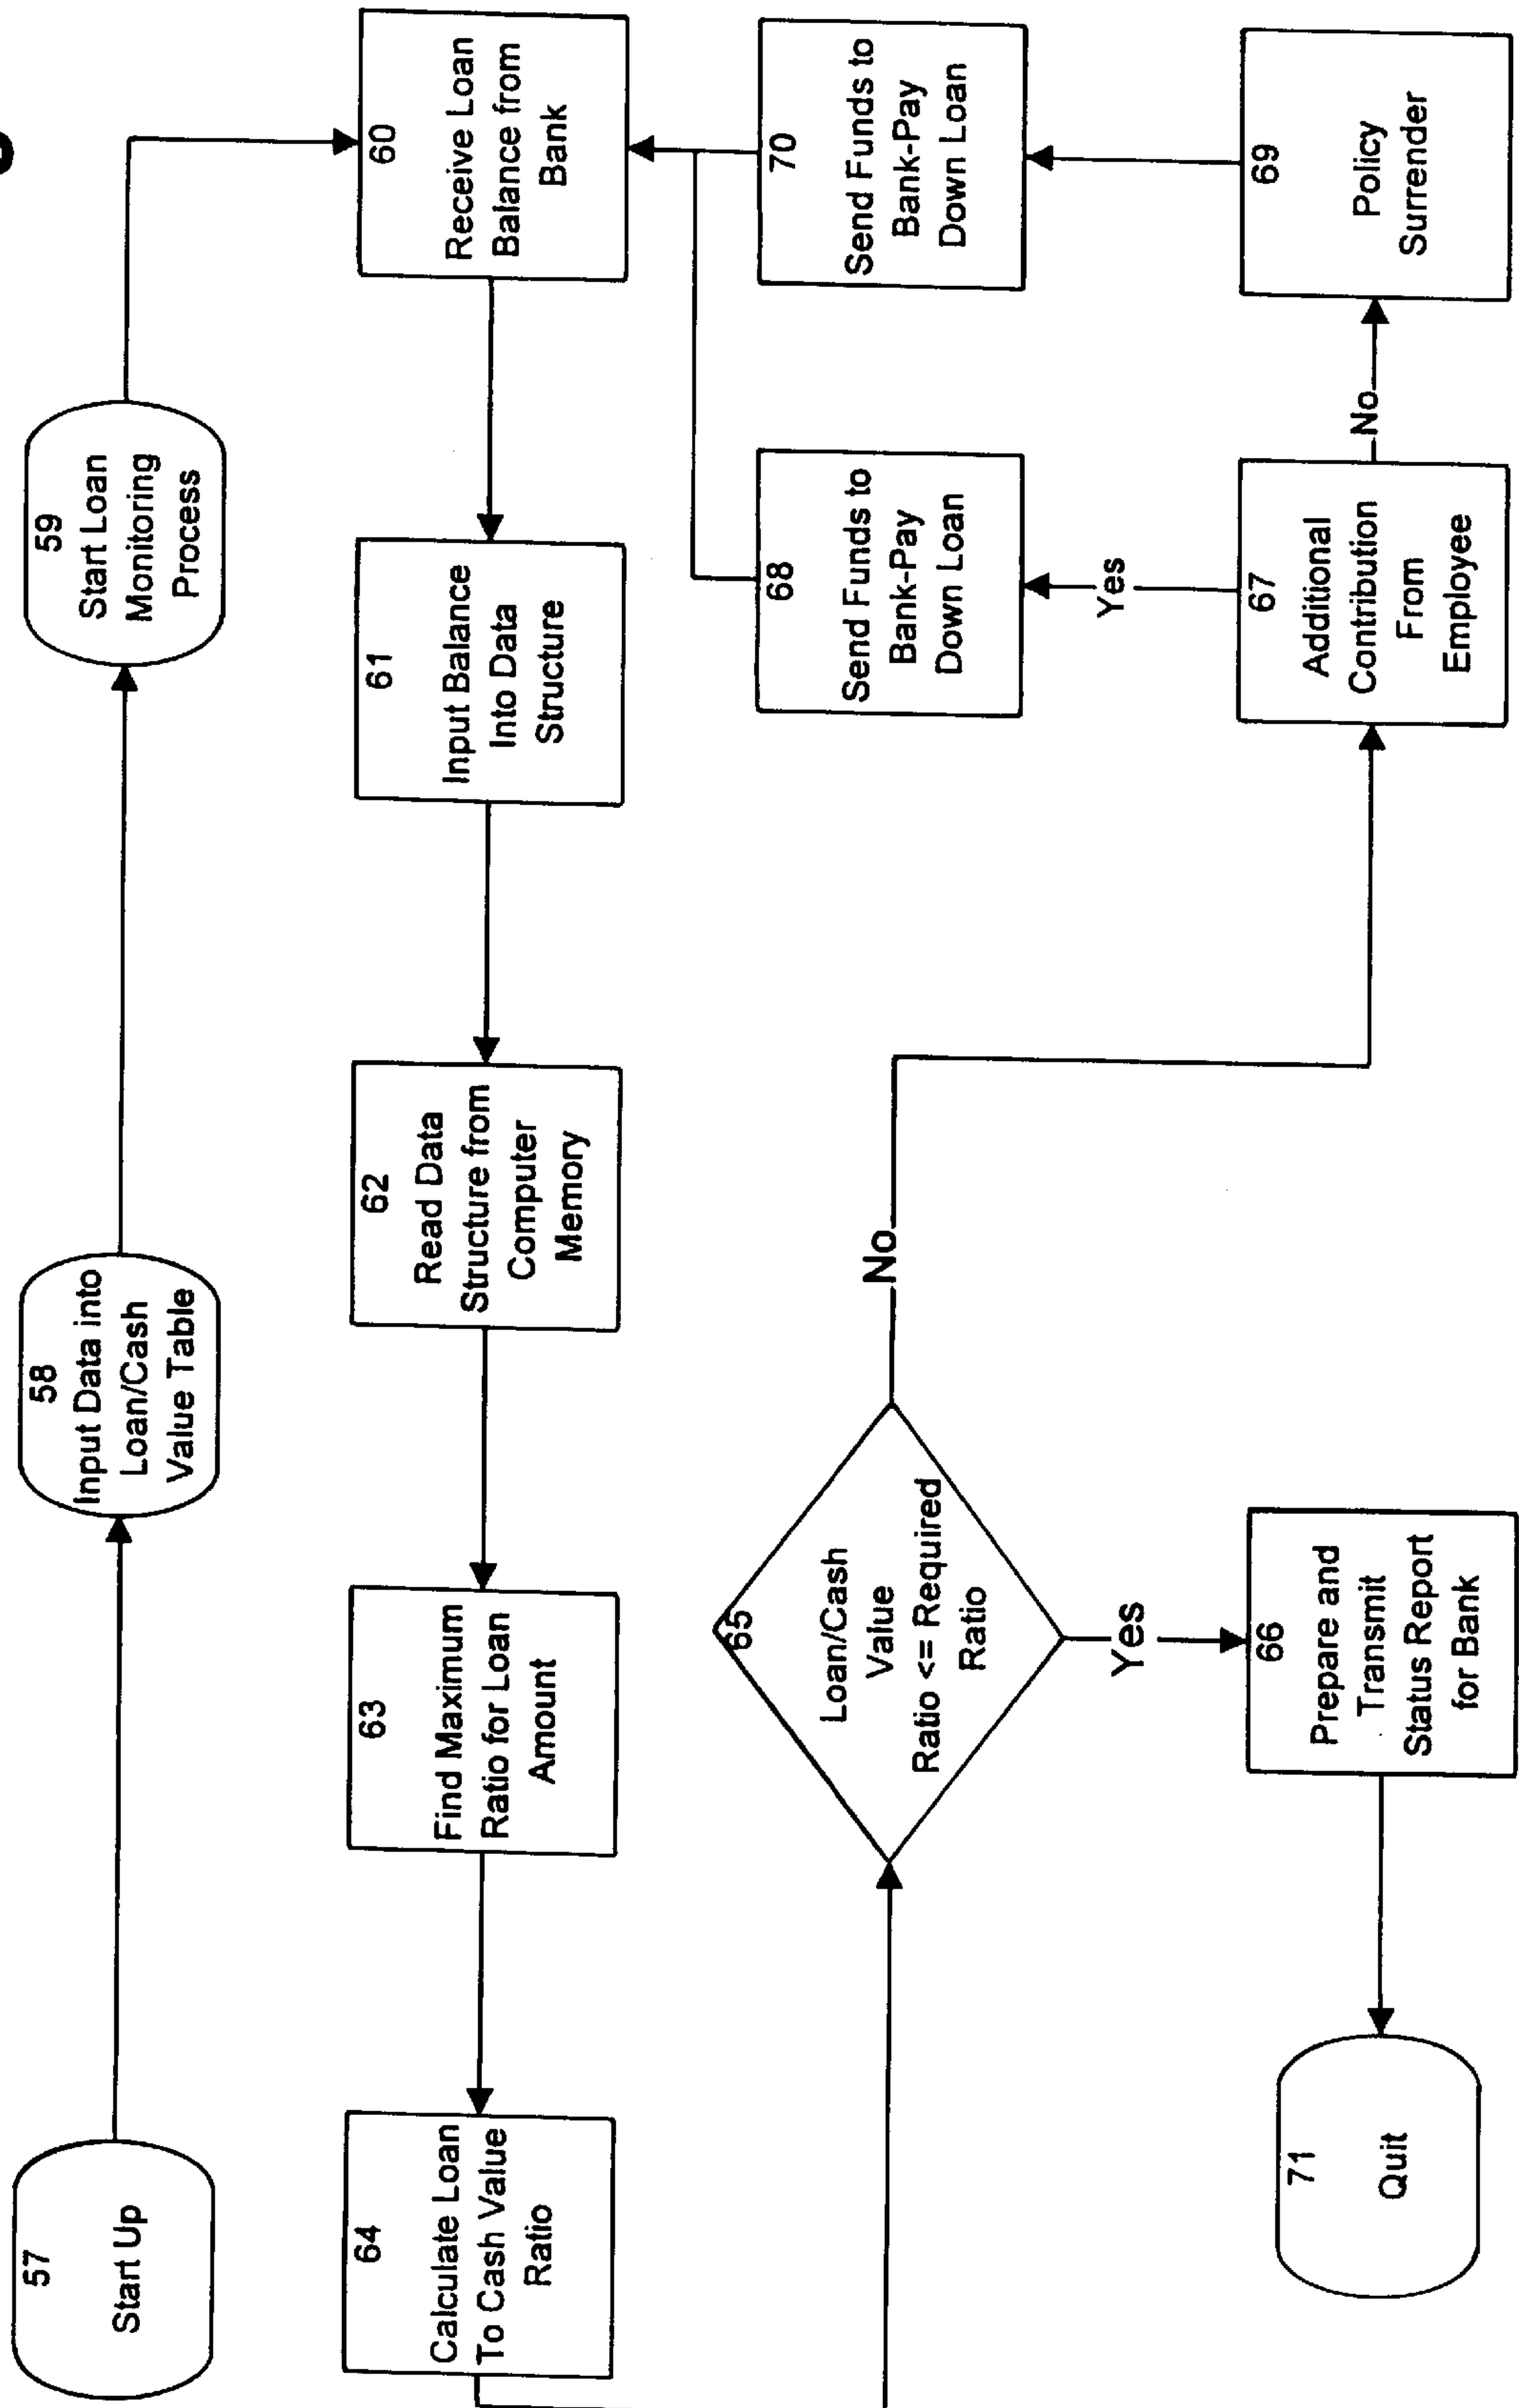 57
Start Up
58
Input Data into
Loan/Cash
Value Table
59
Start Loan
Monitoring
Process
60
Receive Loan
Balance from
Bank
61
Input Balance
Into Data
Structure
62
Read Data
Structure from
Computer
Memory
63
Find Maximum
Ratio for Loan
Amount
64
Calculate Loan
To Cash Value
Ratio
65
Loan/Cash
Value
Ratio <= Required
Ratio
No
Yes
66
Prepare and
Transmit
Status Report
for Bank
71
Quit
67
Additional
Contribution
From
Employee
Yes
No
68
Send Funds to
Bank-Pay
Down Loan
69
Policy
Surrender
70
Send Funds to
Bank-Pay
Down Loan